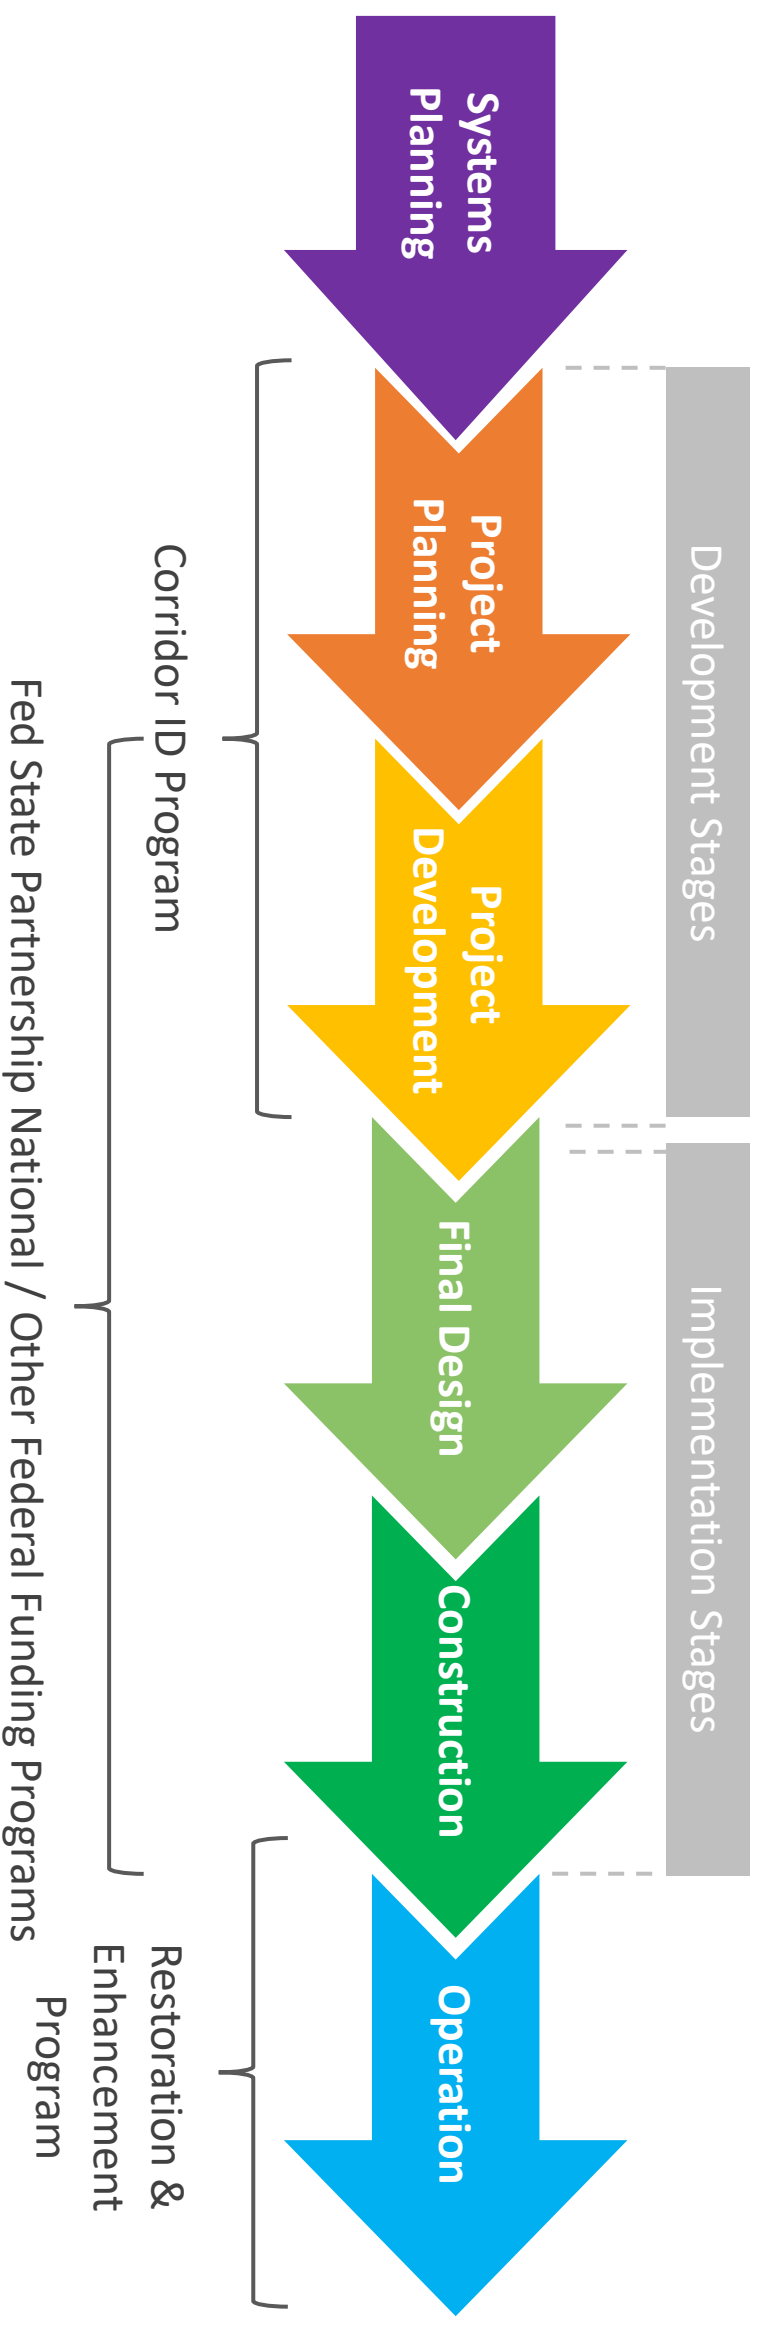 Development Stages
Implementation Stages
Systems
Planning
Project
Planning
Project
Development
Final Design
Construction
Operation
Corridor ID Program
Restoration &
Enhancement
Program
Fed State Partnership National / Other Federal Funding Programs